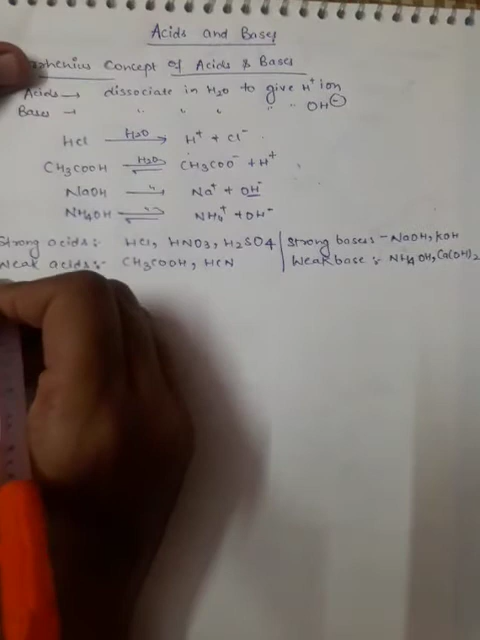 Acids and Bases
rrhenius Concept of Acids & Bases
Acids → dissociate in H2O to give H+ ion
Bases → " " " " " OH⊖
HCl —H2O→ H+ + Cl-
CH3COOH ⇌H2O CH3COO- + H+
NaOH —"→ Na+ + OH-
NH4OH ⇌" NH4+ + OH-
Strong acids:- HCl, HNO3, H2SO4 | Strong bases - NaOH, KOH
Weak acids:- CH3COOH, HCN | Weak base :- NH4OH, Ca(OH)2